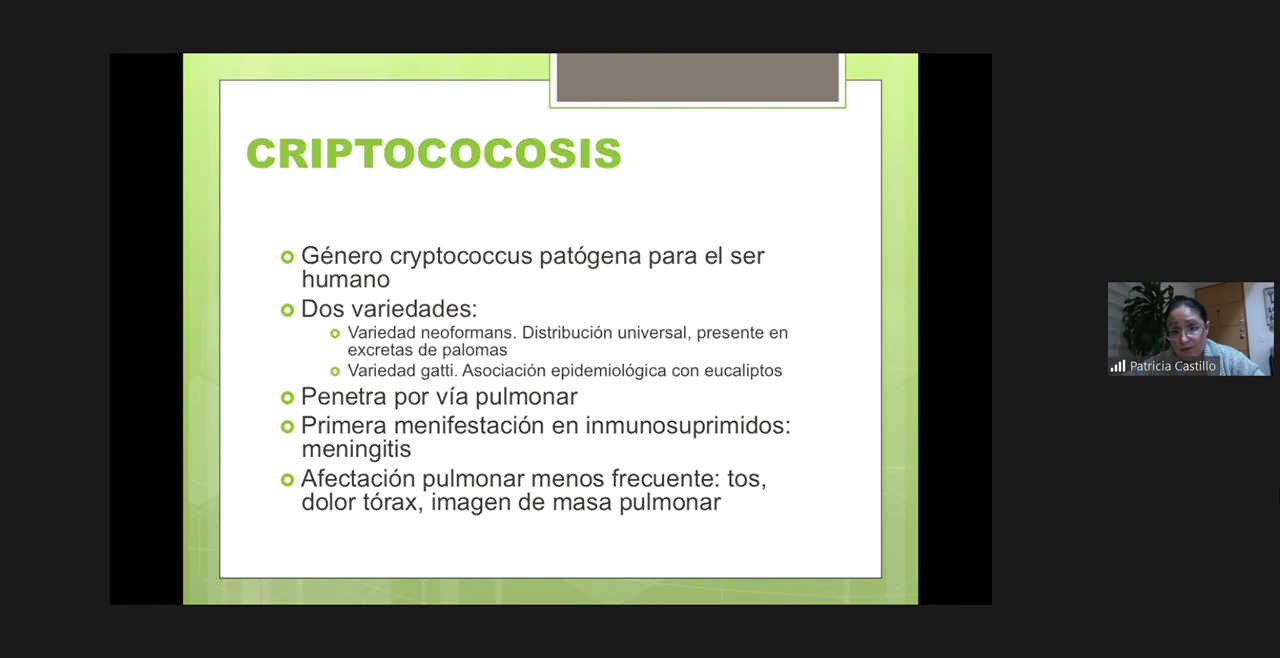 CRIPTOCOCOSIS
Género cryptococcus patógena para el ser
humano
Dos variedades:
Variedad neoformans. Distribución universal, presente en
excretas de palomas
Variedad gatti. Asociación epidemiológica con eucaliptos
Penetra por vía pulmonar
Primera menifestación en inmunosuprimidos:
meningitis
Afectación pulmonar menos frecuente: tos,
dolor tórax, imagen de masa pulmonar
Patricia Castillo